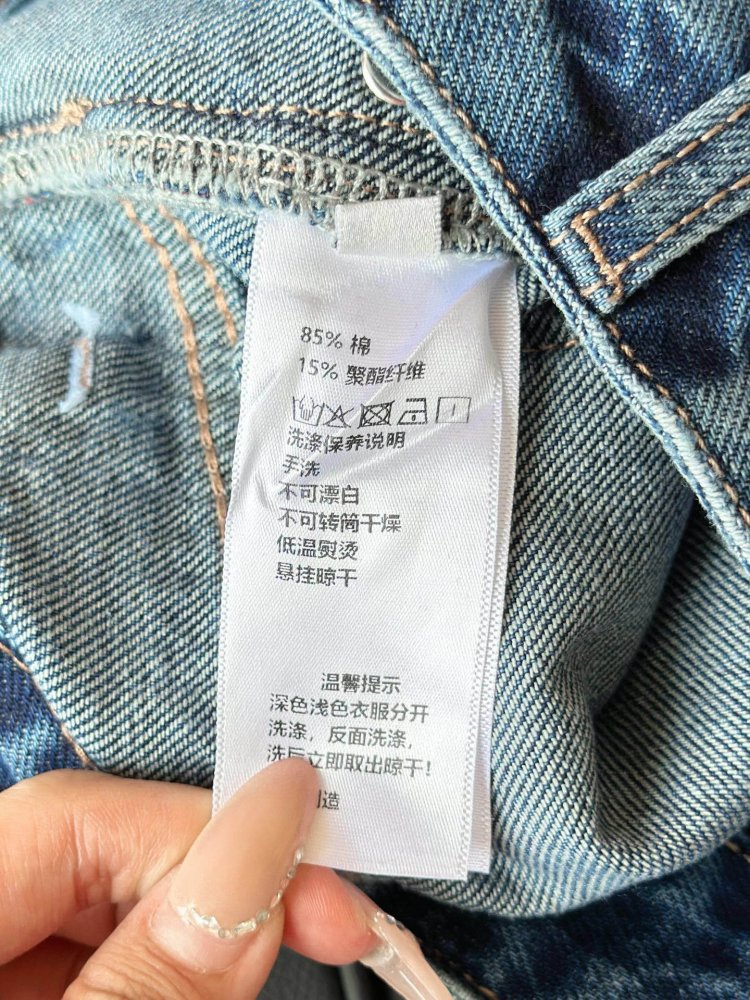 85% 棉
15% 聚酯纤维
洗涤保养说明
手洗
不可漂白
不可转筒干燥
低温熨烫
悬挂晾干
温馨提示
深色浅色衣服分开
洗涤，反面洗涤，
洗后立即取出晾干！
造